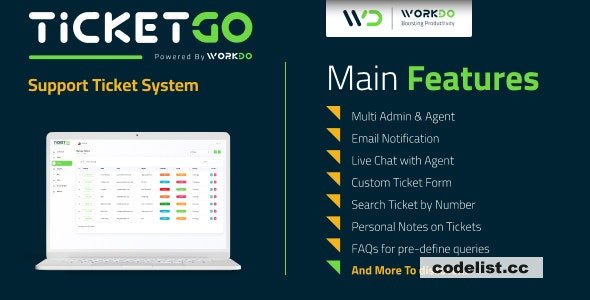 TiCKETGO
Powered By WORKDO
Support Ticket System
WORKDO
Boosting Productivity
Main Features
Multi Admin & Agent
Email Notification
Live Chat with Agent
Custom Ticket Form
Search Ticket by Number
Personal Notes on Tickets
FAQs for pre-define queries
And More To
codelist.cc